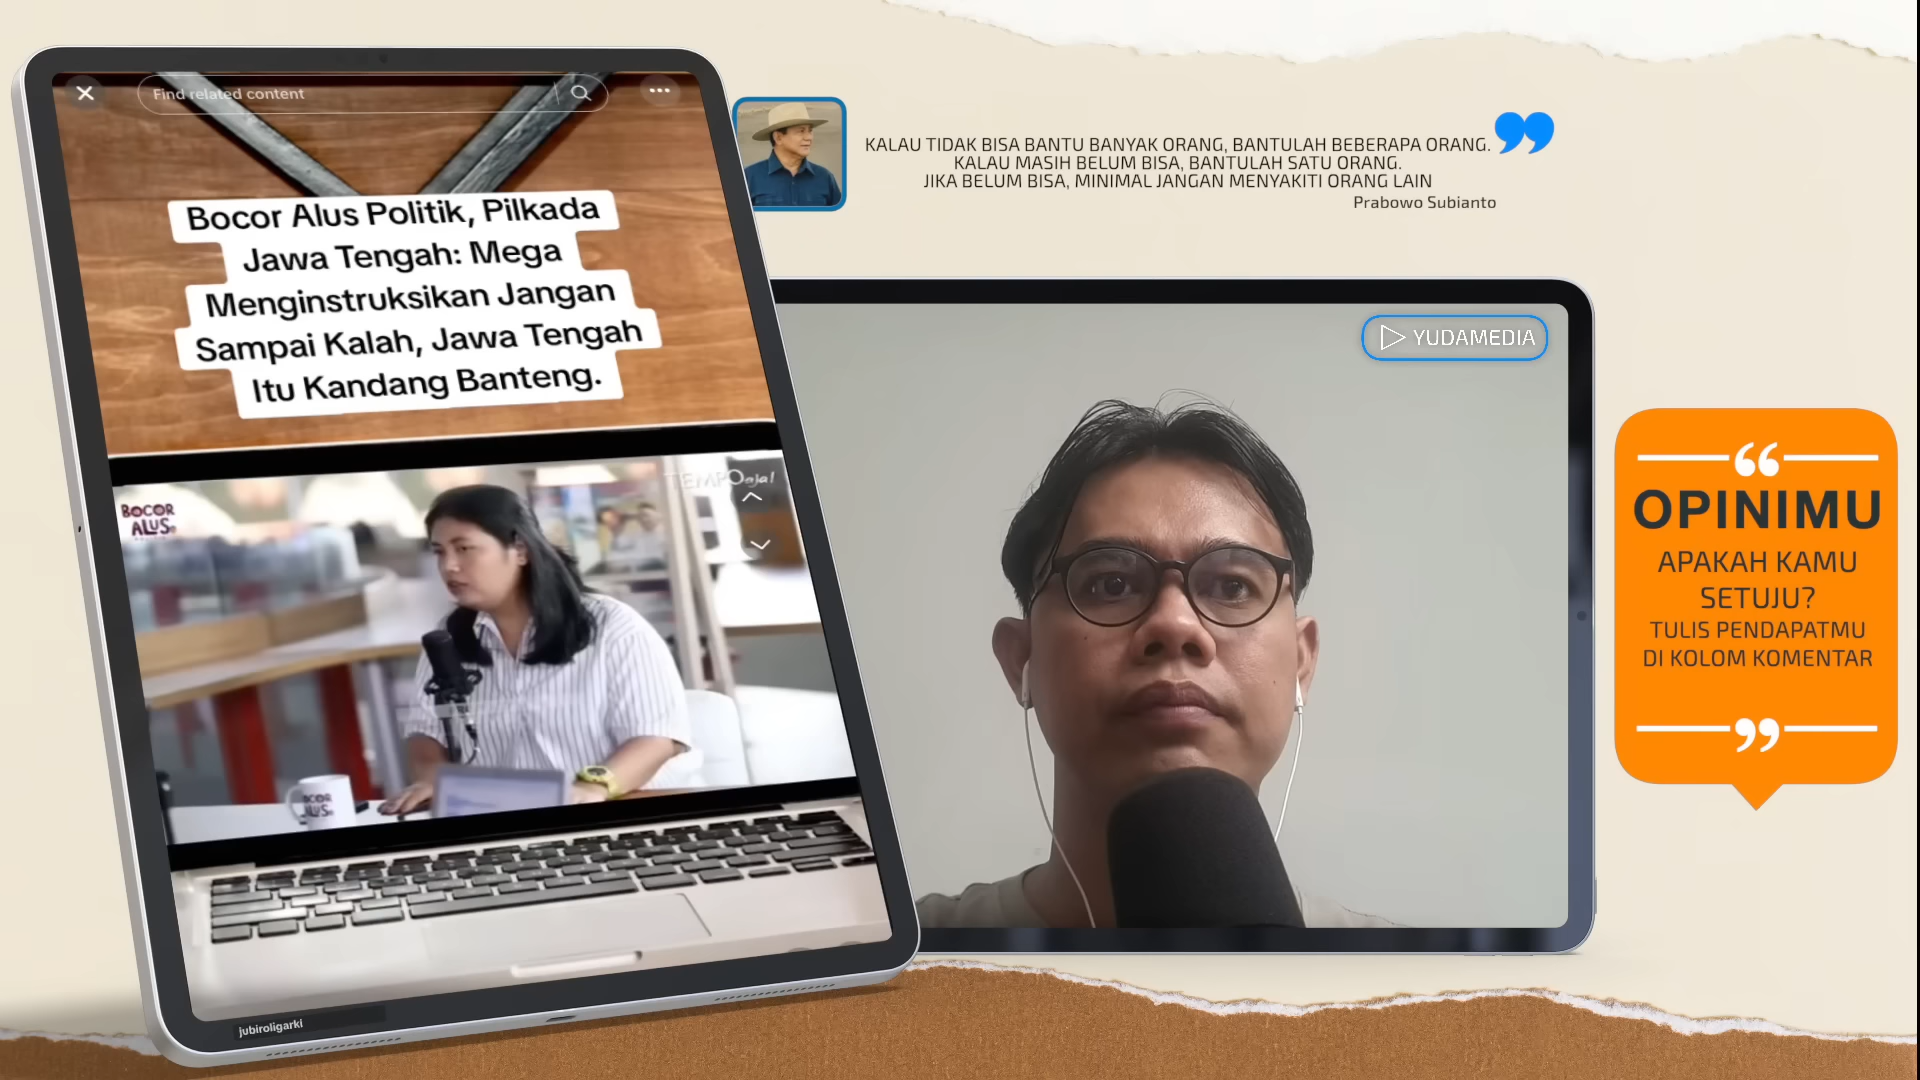 Find related content
Bocor Alus Politik, Pilkada
Jawa Tengah: Mega
Menginstruksikan Jangan
Sampai Kalah, Jawa Tengah
Itu Kandang Banteng.
TEMPO
BOCOR
ALUS
BOCOR
ALUS
jubiroligarki
KALAU TIDAK BISA BANTU BANYAK ORANG, BANTULAH BEBERAPA ORANG.
KALAU MASIH BELUM BISA, BANTULAH SATU ORANG.
JIKA BELUM BISA, MINIMAL JANGAN MENYAKITI ORANG LAIN
Prabowo Subianto
YUDAMEDIA
OPINIMU
APAKAH KAMU
SETUJU?
TULIS PENDAPATMU
DI KOLOM KOMENTAR